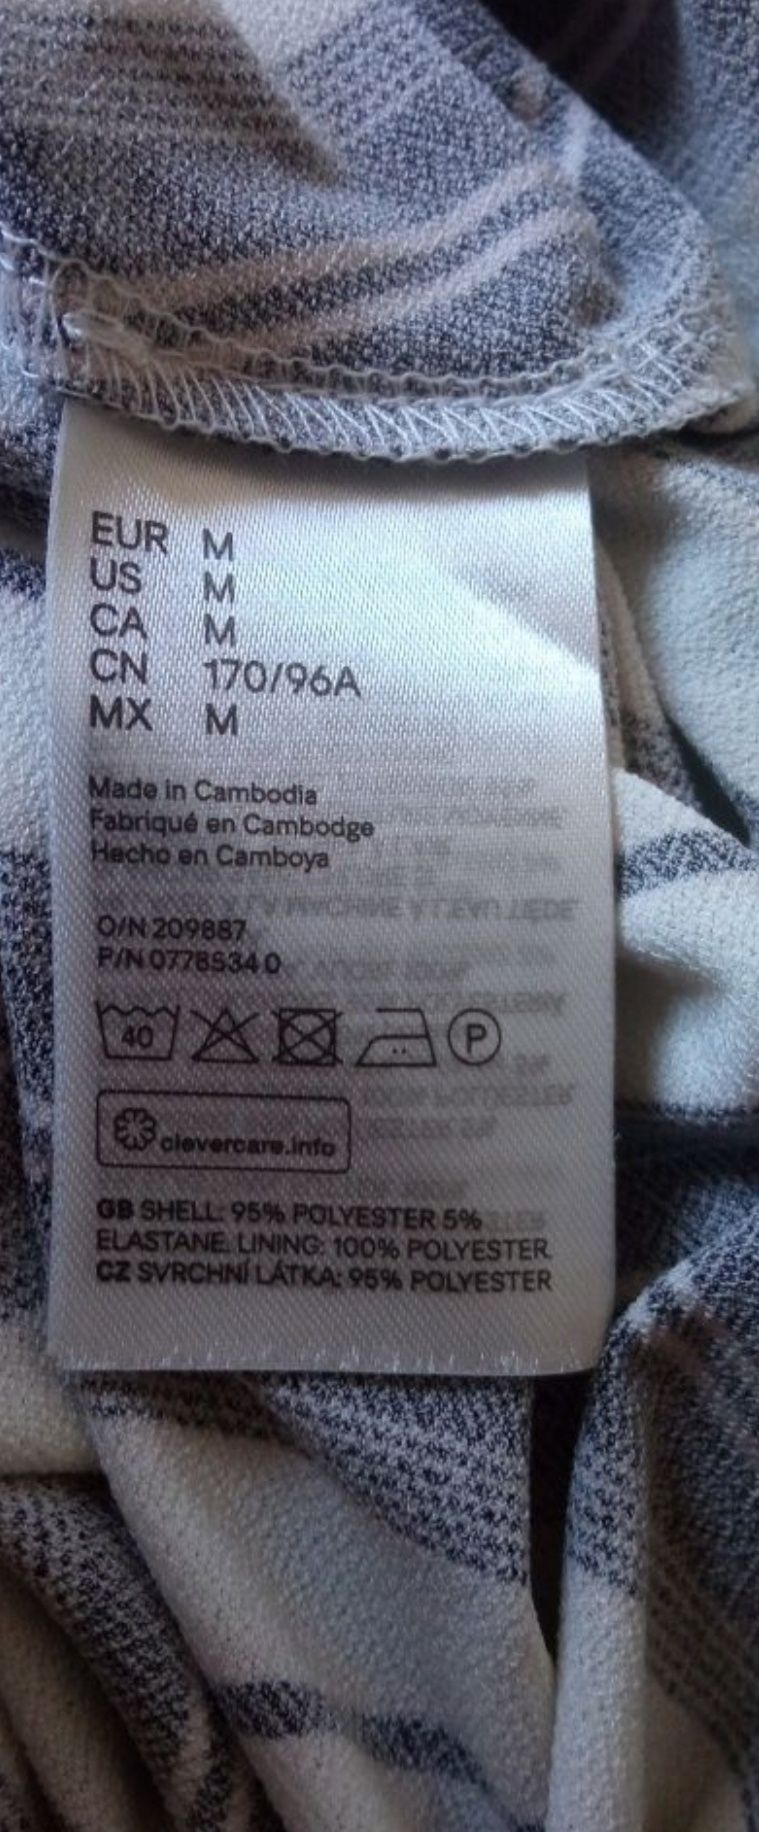 EUR M
US M
CA M
CN 170/96A
MX M
Made in Cambodia
Fabriqué en Cambodge
Hecho en Camboya
O/N 209887
P/N 0778534 0
40
P
clevercare.info
GB SHELL: 95% POLYESTER 5%
ELASTANE. LINING: 100% POLYESTER
CZ SVRCHNÍ LÁTKA: 95% POLYESTER